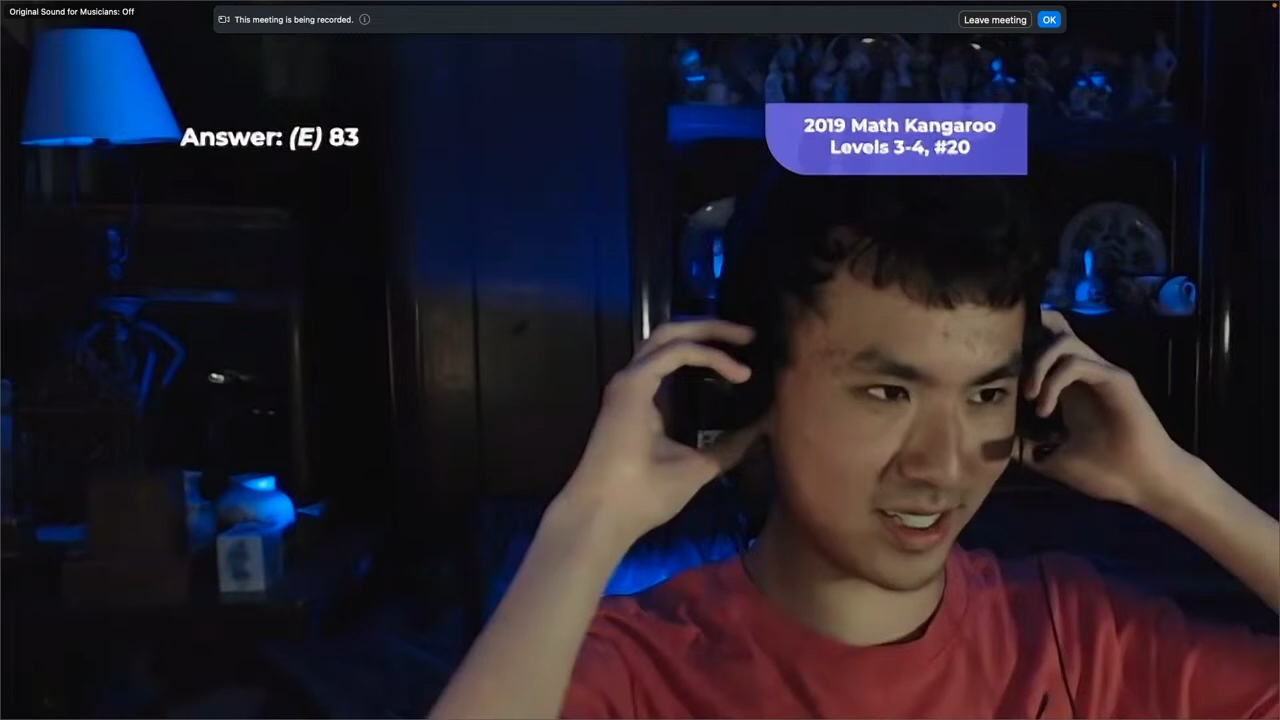 Original Sound for Musicians: Off
This meeting is being recorded.
Leave meeting
OK
Answer: (E) 83
2019 Math Kangaroo
Levels 3-4, #20